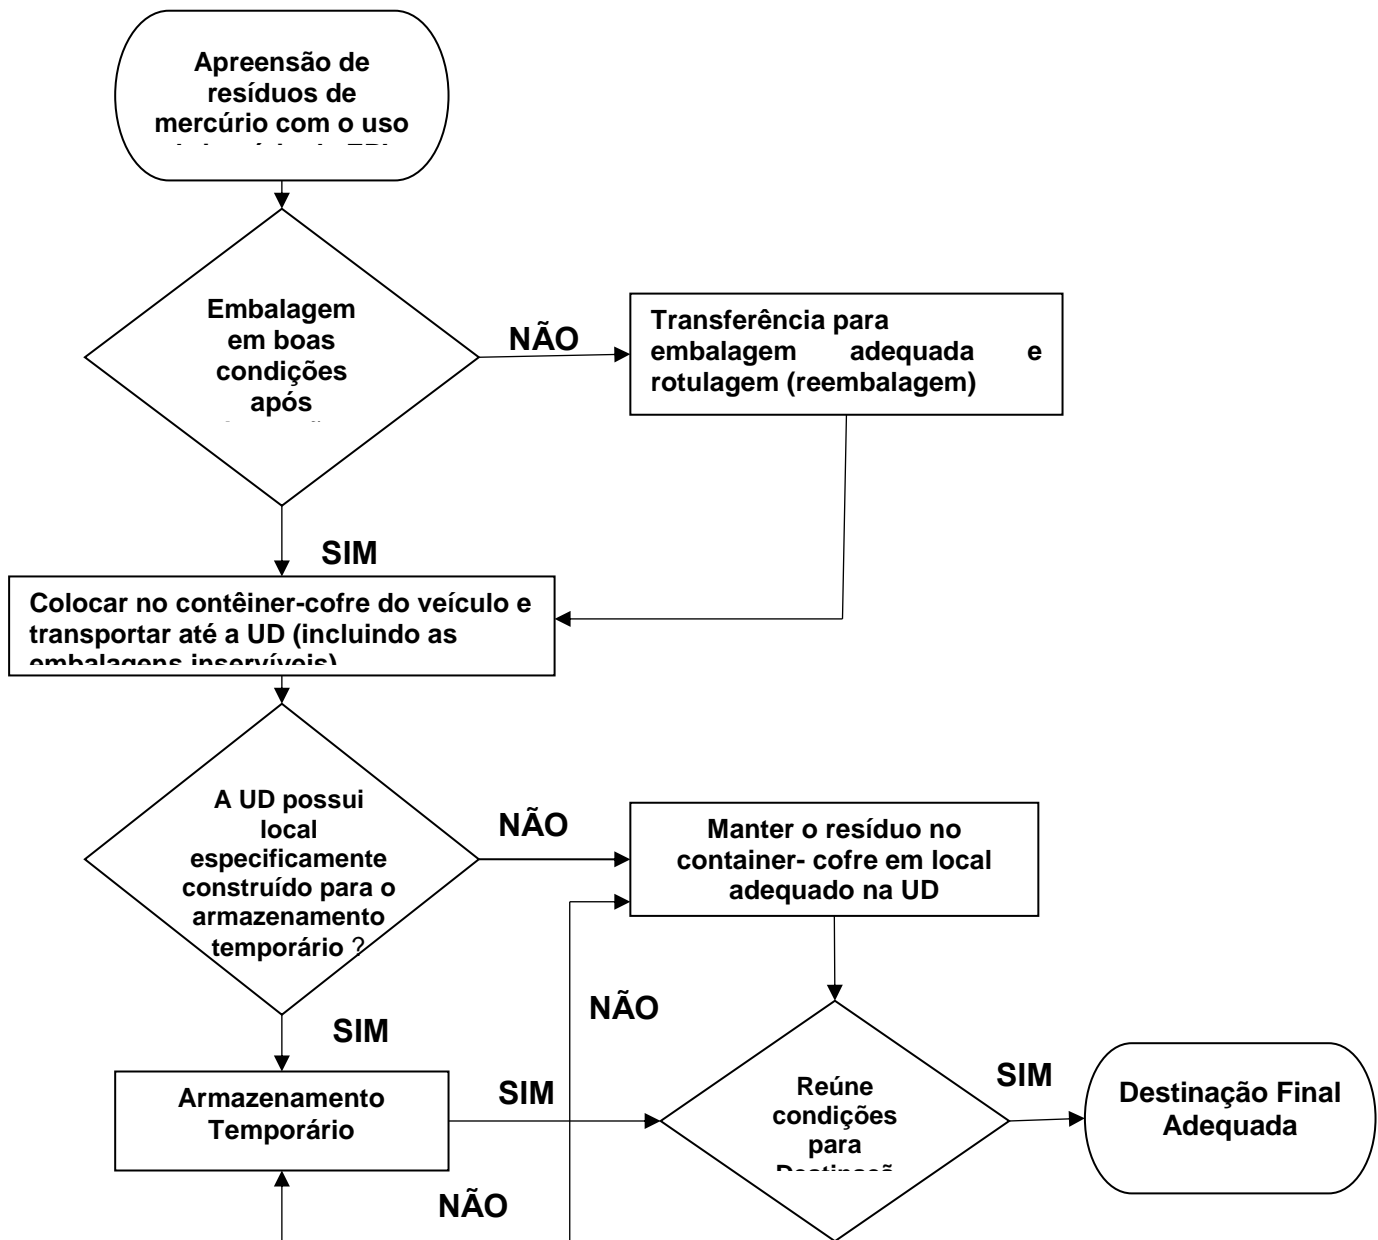 Apreensão de
resíduos de
mercúrio com o uso
Embalagem
em boas
condições
após
NÃO
Transferência para
embalagem adequada e
rotulagem (reembalagem)
SIM
Colocar no contêiner-cofre do veículo e
transportar até a UD (incluindo as
embalagens inservíveis)
A UD possui
local
especificamente
construído para o
armazenamento
temporário ?
NÃO
Manter o resíduo no
container- cofre em local
adequado na UD
SIM
NÃO
Armazenamento
Temporário
SIM
Reúne
condições
para
SIM
Destinação Final
Adequada
NÃO